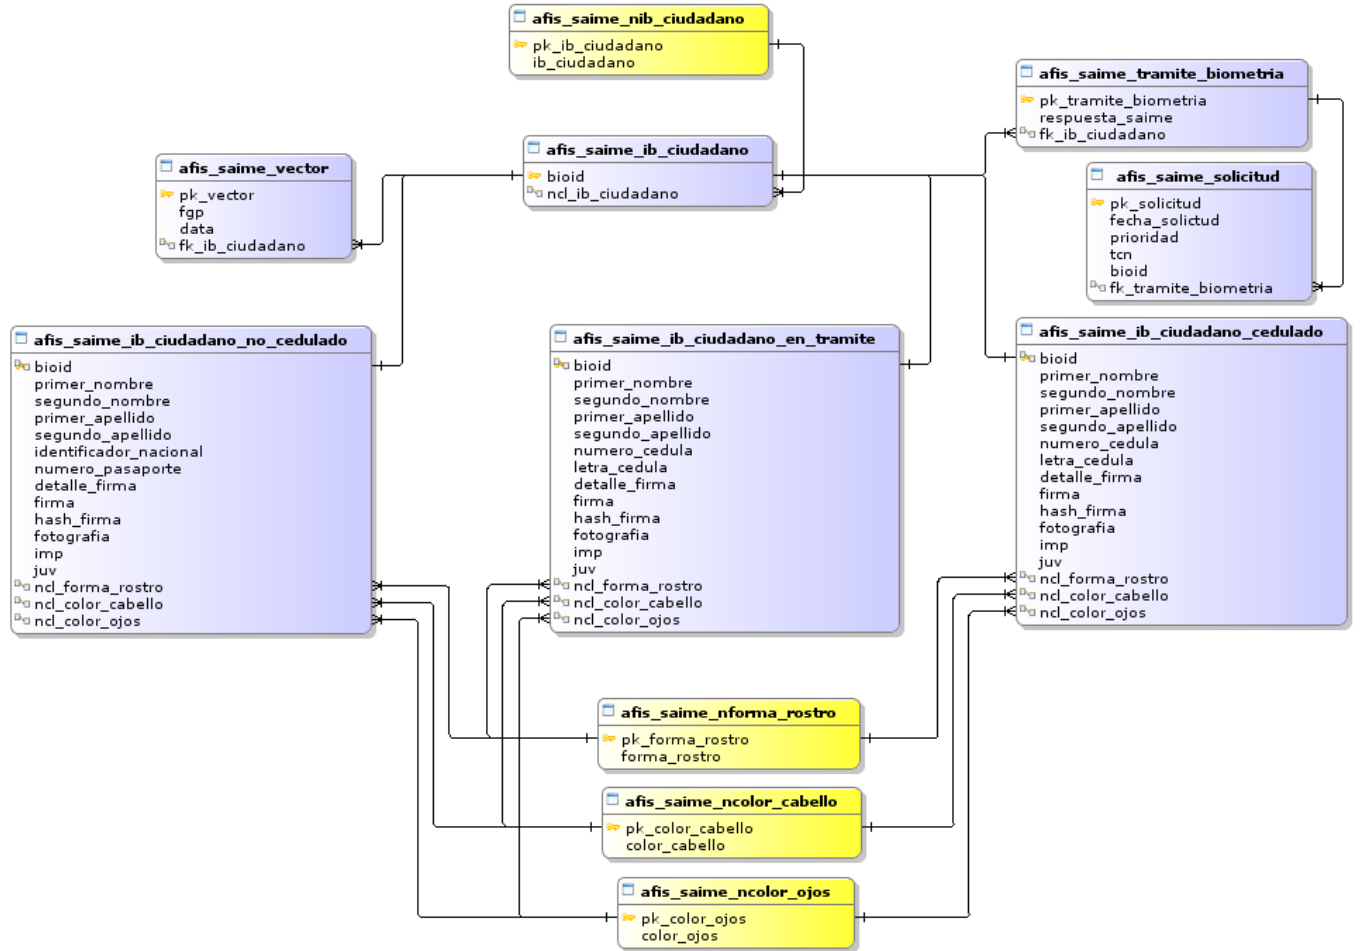 afis_saime_nib_ciudadano
pk_ib_ciudadano
ib_ciudadano
afis_saime_tramite_biometria
pk_tramite_biometria
respuesta_saime
fk_ib_ciudadano
afis_saime_ib_ciudadano
bioid
ncl_ib_ciudadano
afis_saime_vector
pk_vector
fgp
data
fk_ib_ciudadano
afis_saime_solicitud
pk_solicitud
fecha_solictud
prioridad
tcn
bioid
fk_tramite_biometria
afis_saime_ib_ciudadano_no_cedulado
bioid
primer_nombre
segundo_nombre
primer_apellido
segundo_apellido
identificador_nacional
numero_pasaporte
detalle_firma
firma
hash_firma
fotografia
imp
juv
ncl_forma_rostro
ncl_color_cabello
ncl_color_ojos
afis_saime_ib_ciudadano_en_tramite
bioid
primer_nombre
segundo_nombre
primer_apellido
segundo_apellido
numero_cedula
letra_cedula
detalle_firma
firma
hash_firma
fotografia
imp
juv
ncl_forma_rostro
ncl_color_cabello
ncl_color_ojos
afis_saime_ib_ciudadano_cedulado
bioid
primer_nombre
segundo_nombre
primer_apellido
segundo_apellido
numero_cedula
letra_cedula
detalle_firma
firma
hash_firma
fotografia
imp
juv
ncl_forma_rostro
ncl_color_cabello
ncl_color_ojos
afis_saime_nforma_rostro
pk_forma_rostro
forma_rostro
afis_saime_ncolor_cabello
pk_color_cabello
color_cabello
afis_saime_ncolor_ojos
pk_color_ojos
color_ojos